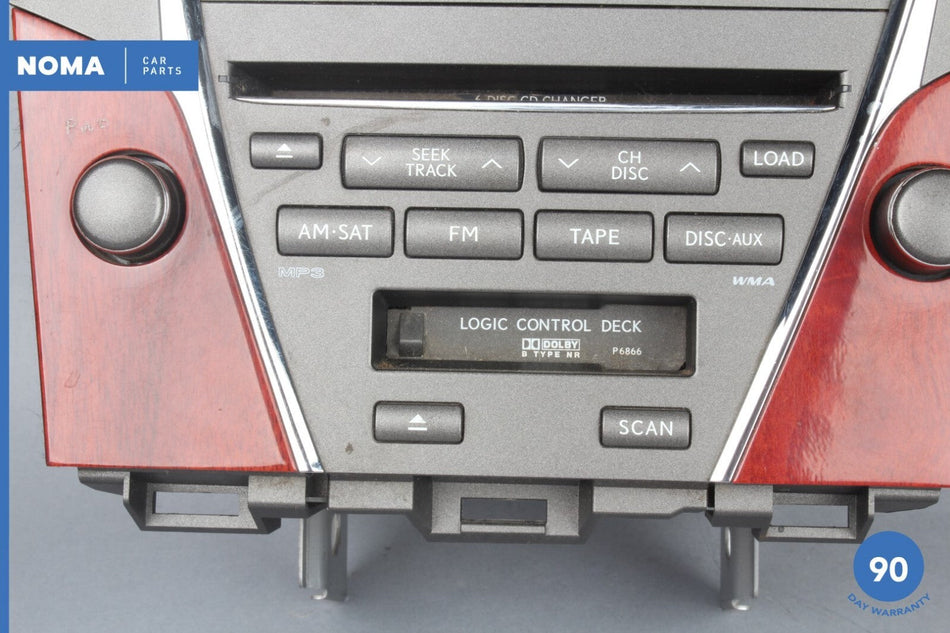 NOMA CAR PARTS
6 DISC CD CHANGER
SEEK TRACK
CH DISC
LOAD
AM·SAT FM TAPE DISC·AUX
MP3 WMA
LOGIC CONTROL DECK
DOLBY
B TYPE NR P6866
SCAN
90
DAY WARRANTY